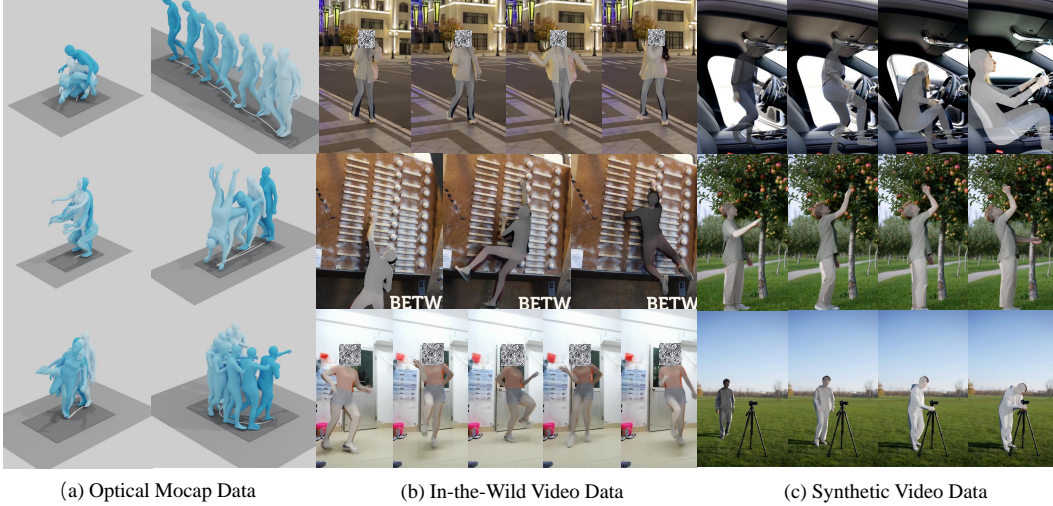 BETW
BETW
BETW
(a) Optical Mocap Data
(b) In-the-Wild Video Data
(c) Synthetic Video Data